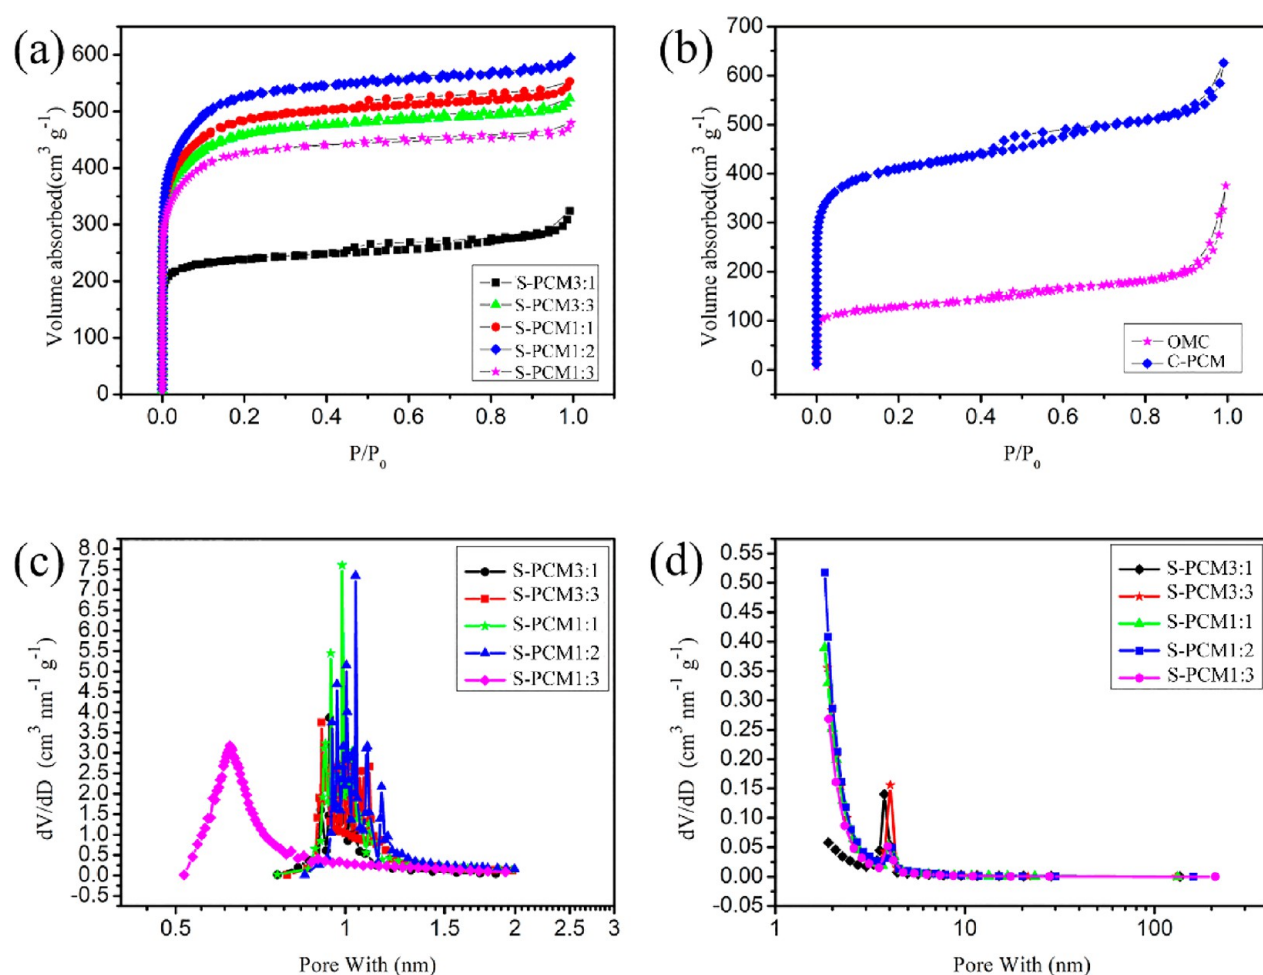 (a)
Volume absorbed(cm³ g⁻¹)
600
500
400
300
200
100
0
0.0 0.2 0.4 0.6 0.8 1.0
P/P₀
S-PCM3:1
S-PCM3:3
S-PCM1:1
S-PCM1:2
S-PCM1:3
(b)
Volume absorbed(cm³ g⁻¹)
700
600
500
400
300
200
100
0
0.0 0.2 0.4 0.6 0.8 1.0
P/P₀
OMC
C-PCM
(c)
dV/dD (cm³ nm⁻¹ g⁻¹)
8.0
7.5
7.0
6.5
6.0
5.5
5.0
4.5
4.0
3.5
3.0
2.5
2.0
1.5
1.0
0.5
0.0
-0.5
0.5 1 1.5 2 2.5 3
Pore With (nm)
S-PCM3:1
S-PCM3:3
S-PCM1:1
S-PCM1:2
S-PCM1:3
(d)
dV/dD (cm³ nm⁻¹ g⁻¹)
0.55
0.50
0.45
0.40
0.35
0.30
0.25
0.20
0.15
0.10
0.05
0.00
-0.05
1 10 100
Pore With (nm)
S-PCM3:1
S-PCM3:3
S-PCM1:1
S-PCM1:2
S-PCM1:3